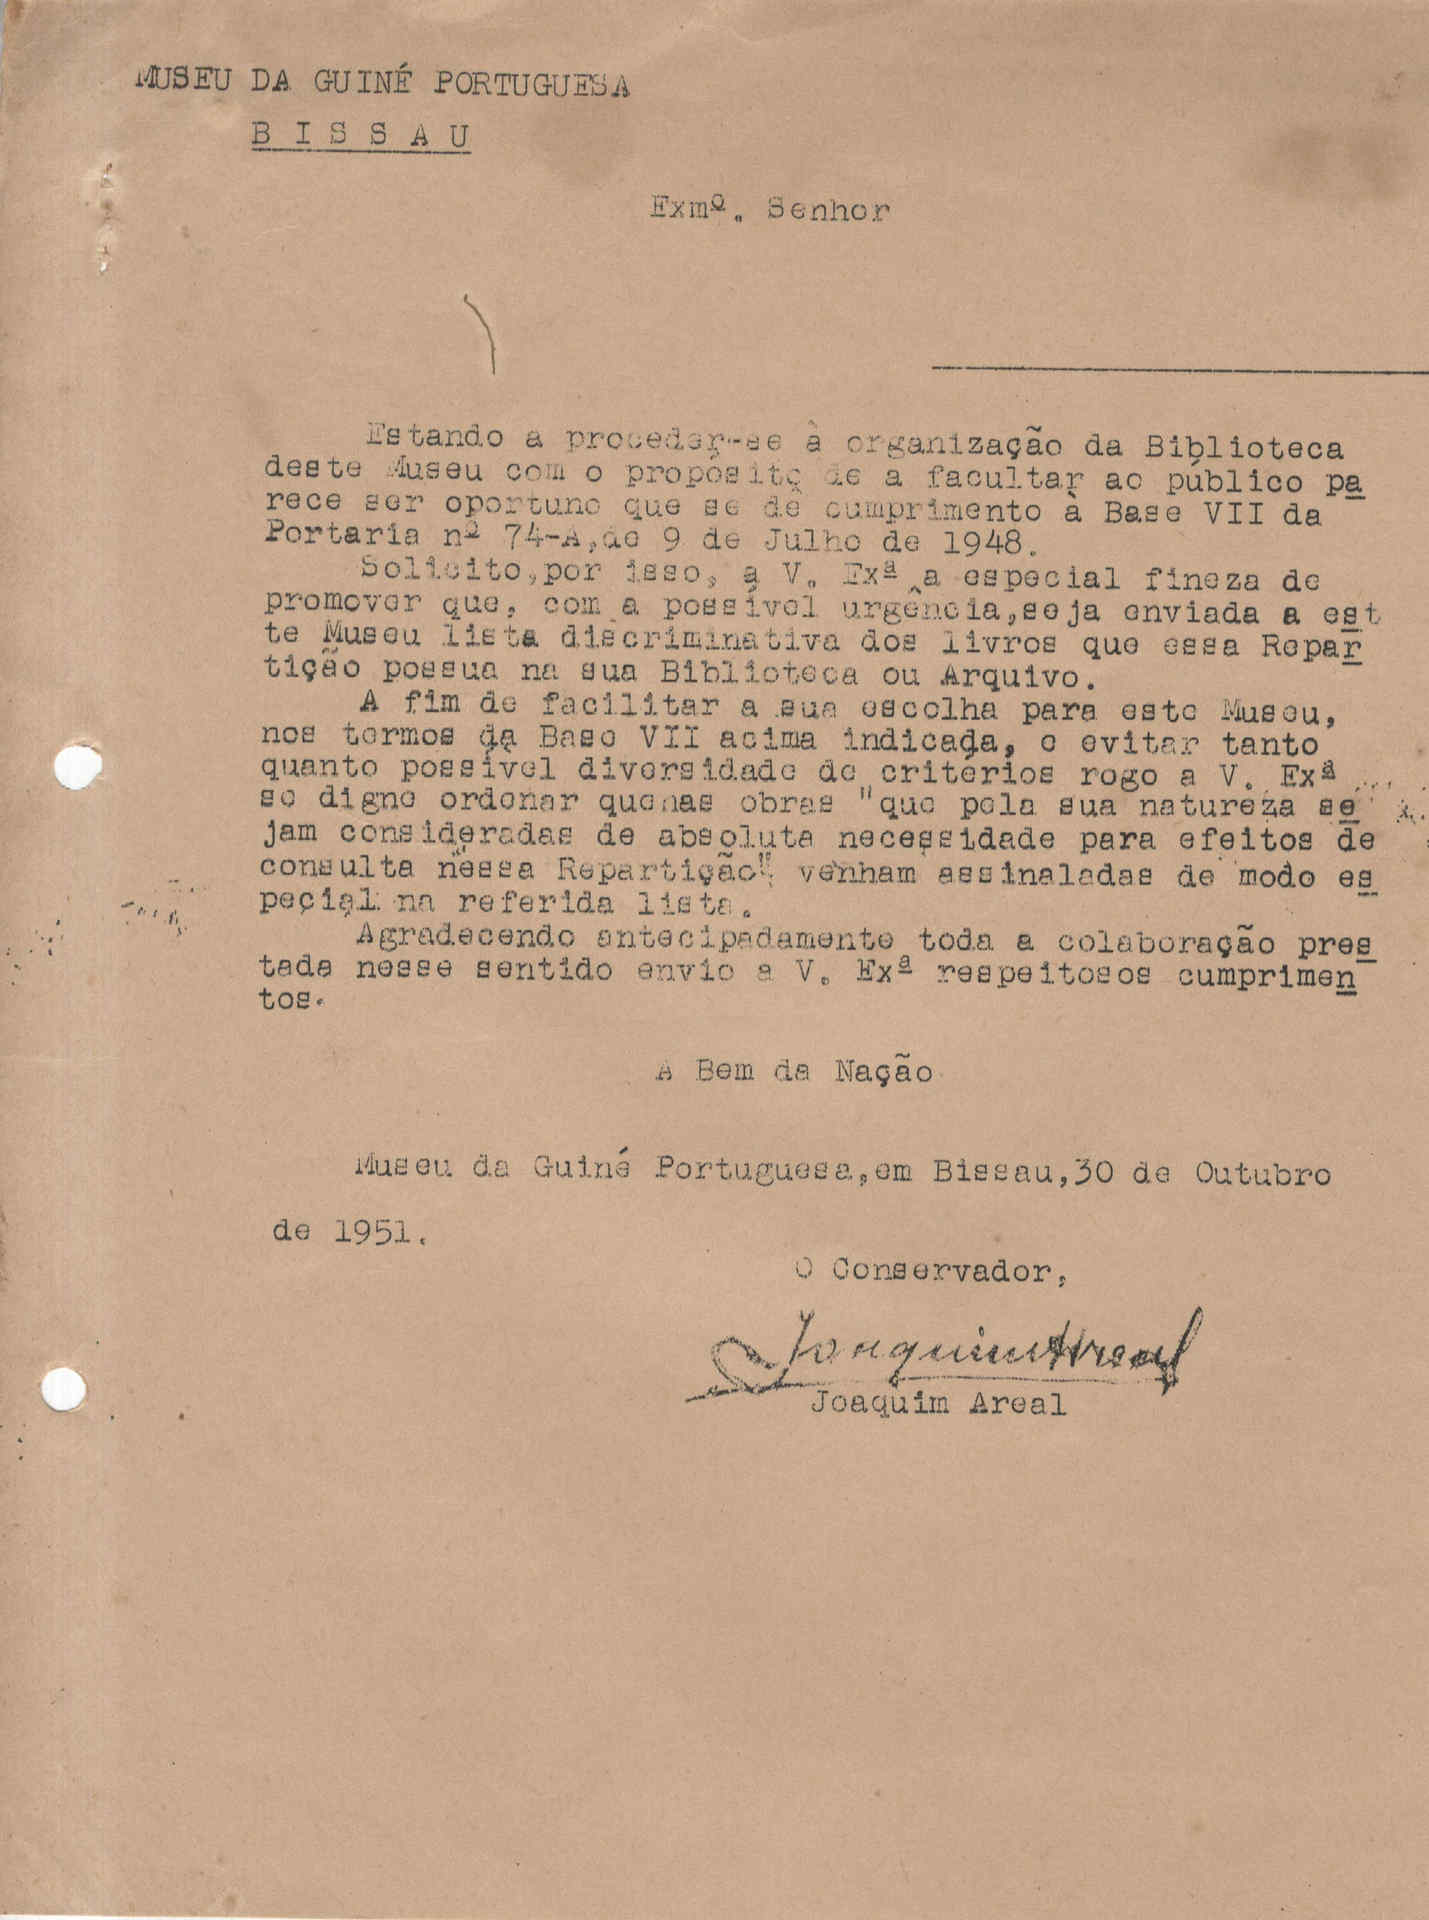 MUSEU DA GUINÉ PORTUGUESA
B I S S A U
Exmº. Senhor
Estando a proceder-se à organização da Biblioteca
deste Museu com o propósito de a facultar ao público pa
rece ser oportuno que se dê cumprimento à Base VII da
Portaria nº 74-A,de 9 de Julho de 1948.
Solicito,por isso, a V. Exª a especial fineza de
promover que, com a possível urgência,seja enviada a est
te Museu lista discriminativa dos livros que essa Repar
tição possua na sua Biblioteca ou Arquivo.
A fim de facilitar a sua escolha para este Museu,
nos termos da Base VII acima indicada, e evitar tanto
quanto possível diversidade de critérios rogo a V. Exª
se digne ordenar que nas obras "que pela sua natureza se
jam consideradas de absoluta necessidade para efeitos de
consulta nessa Repartição", venham assinaladas de modo es
pecial na referida lista.
Agradecendo antecipadamente toda a colaboração pres
tada nesse sentido envio a V. Exª respeitosos cumprimen
tos.
A Bem da Nação
Museu da Guiné Portuguesa,em Bissau,30 de Outubro
de 1951.
O Conservador,
Joaquim Areal
Joaquim Areal